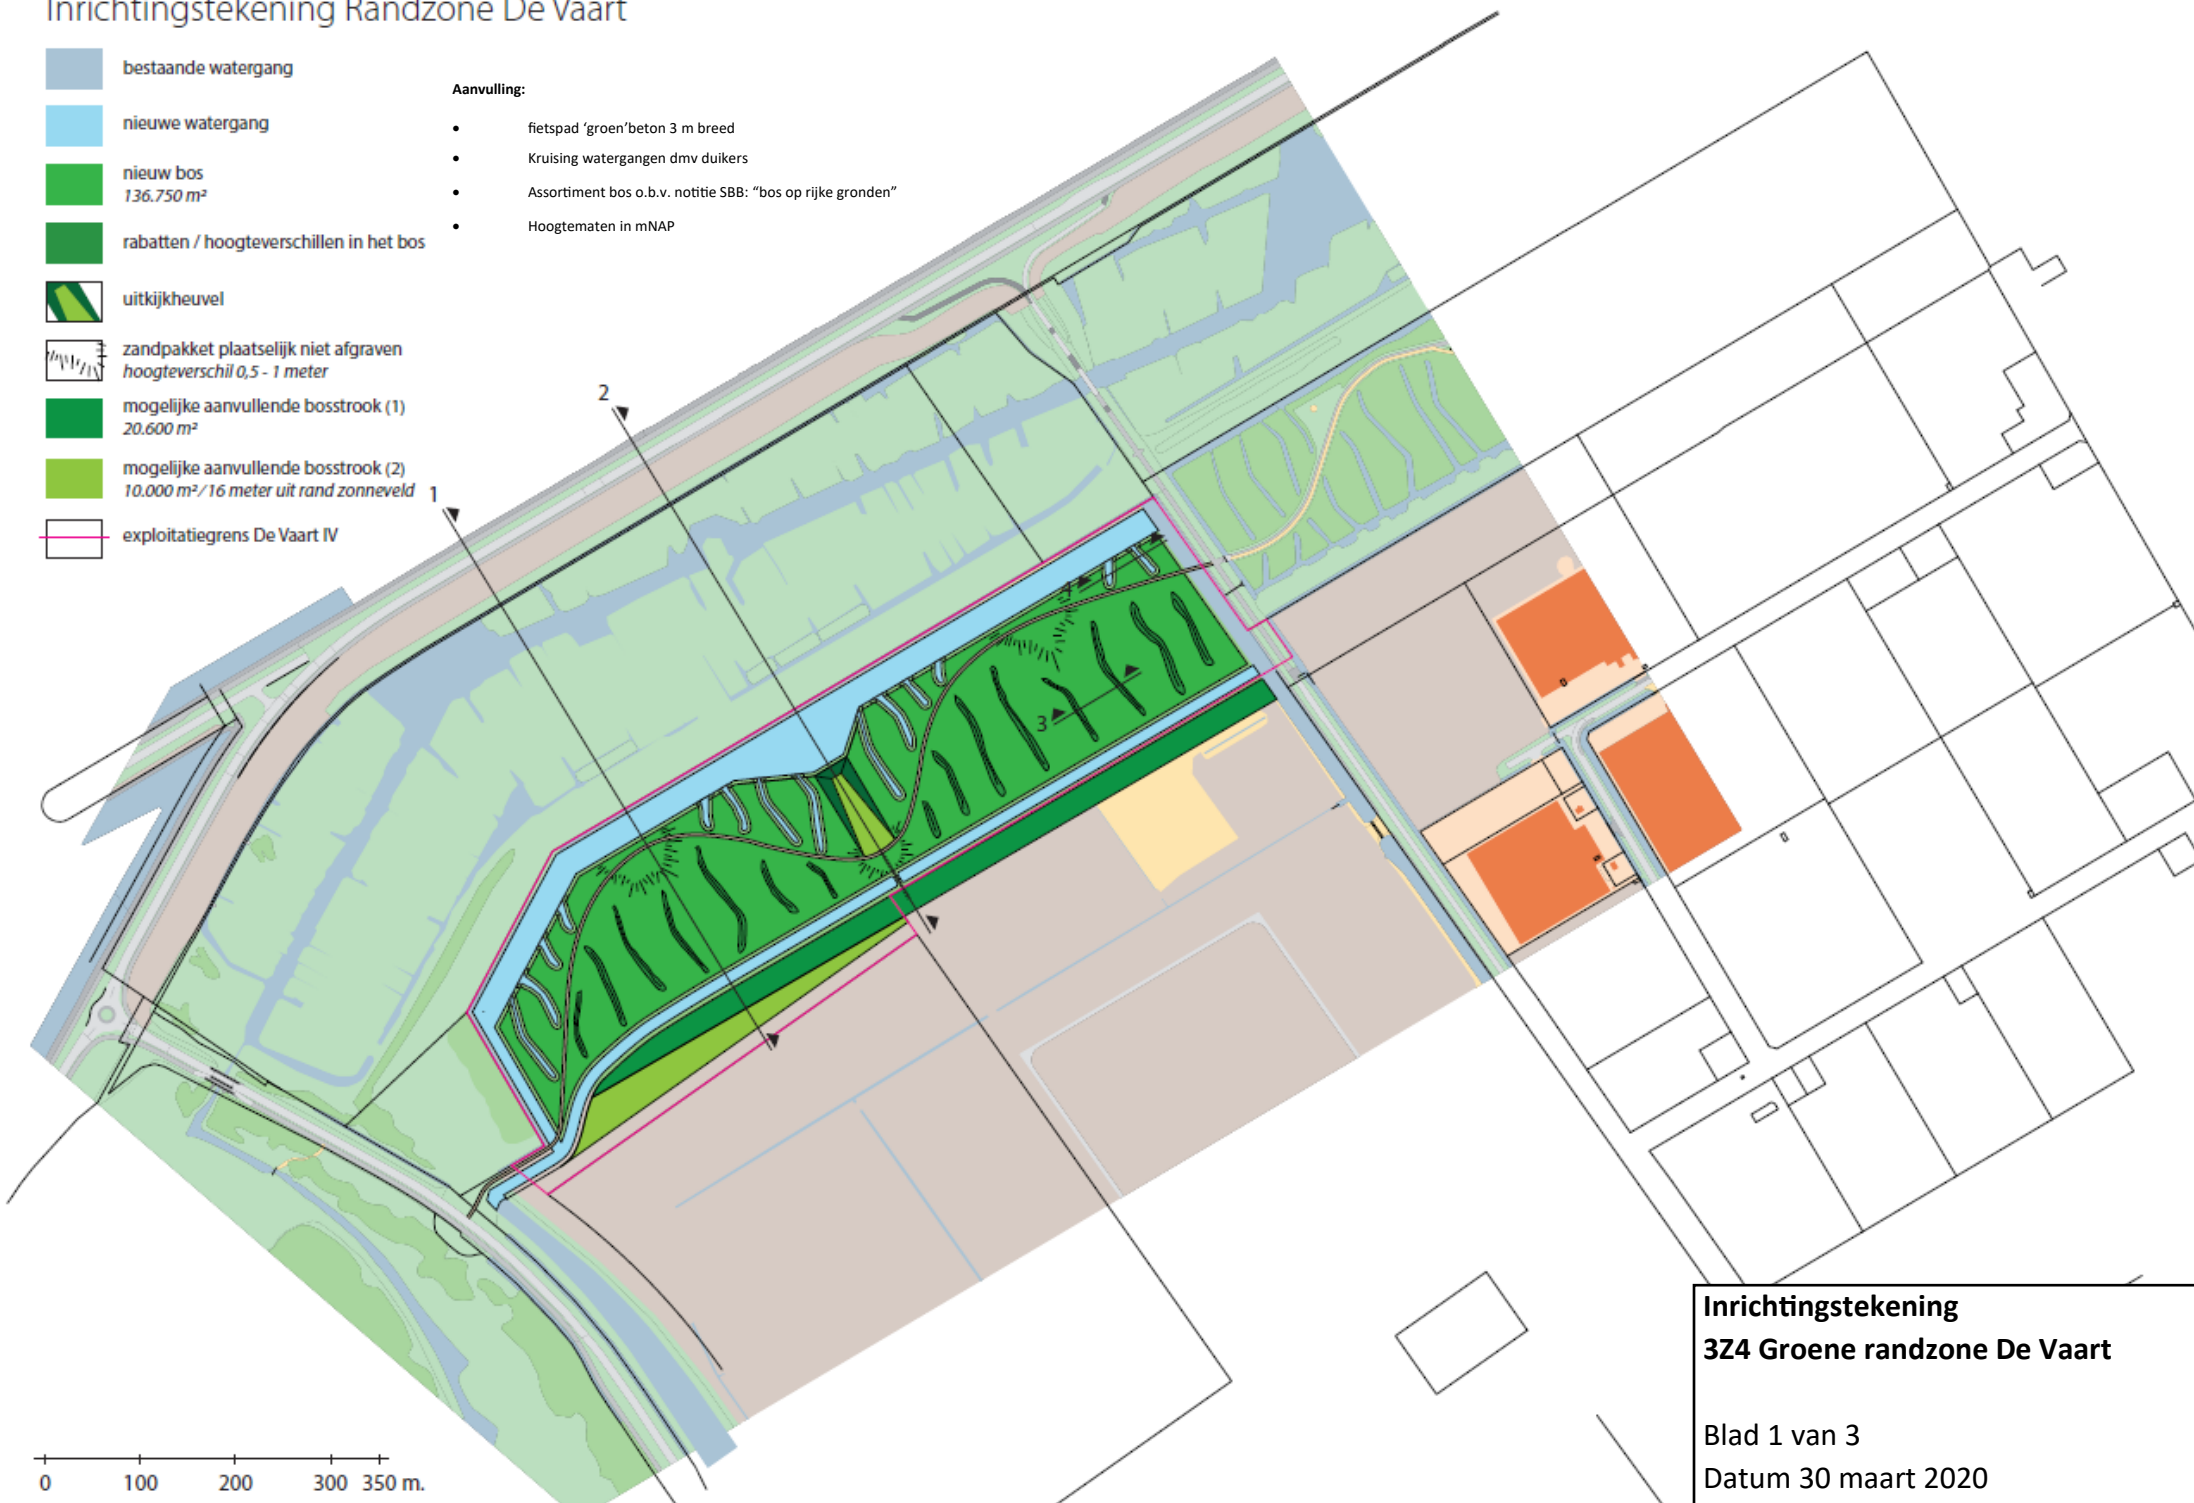 Inrichtingstekening Randzone De Vaart
bestaande watergang
nieuwe watergang
nieuw bos
136.750 m²
rabatten / hoogteverschillen in het bos
uitkijkheuvel
zandpakket plaatselijk niet afgraven
hoogteverschil 0,5 - 1 meter
mogelijke aanvullende bosstrook (1)
20.600 m²
mogelijke aanvullende bosstrook (2)
10.000 m²/16 meter uit rand zonneveld
exploitatiegrens De Vaart IV
Aanvulling:
• fietspad ‘groen’beton 3 m breed
• Kruising watergangen dmv duikers
• Assortiment bos o.b.v. notitie SBB: “bos op rijke gronden”
• Hoogtematen in mNAP
2
1
4
3
0 100 200 300 350 m.
Inrichtingstekening
3Z4 Groene randzone De Vaart
Blad 1 van 3
Datum 30 maart 2020